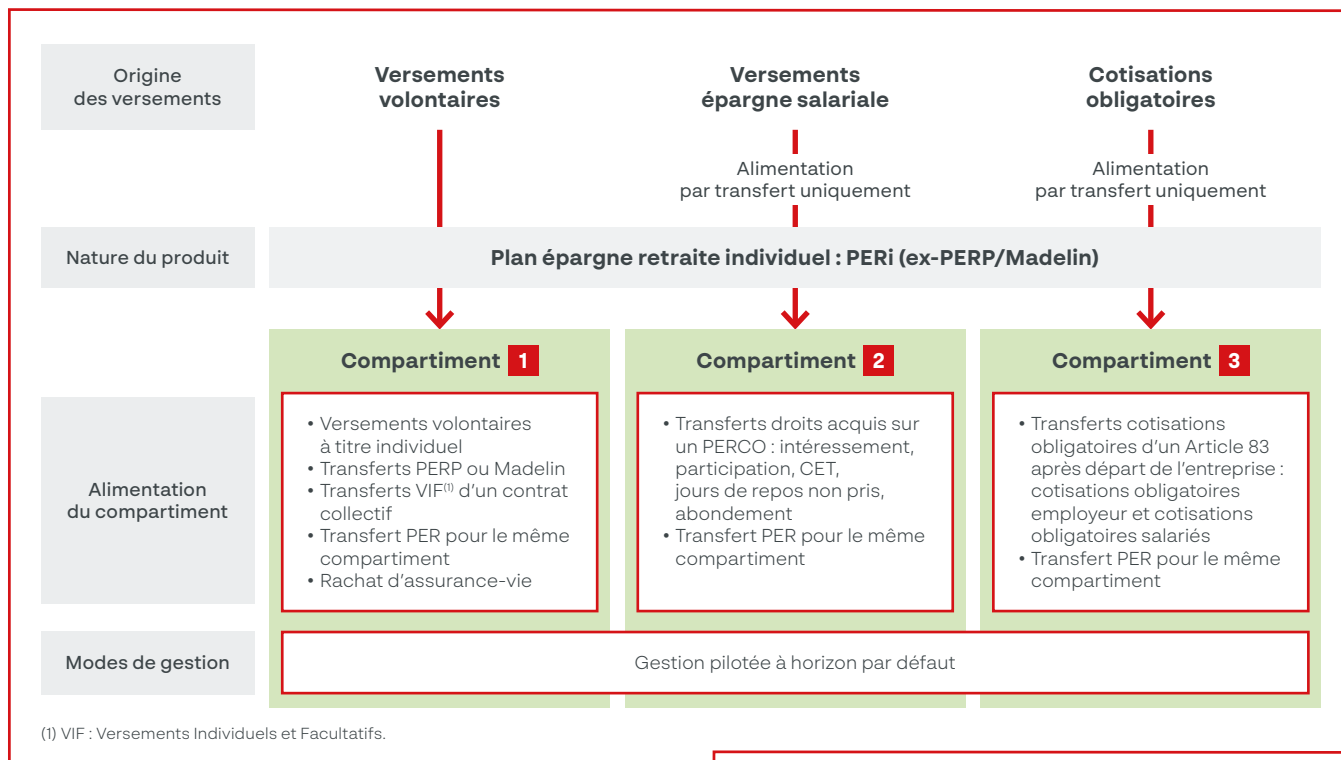 Origine
des versements
Versements
volontaires
Versements
épargne salariale
Cotisations
obligatoires
Alimentation
par transfert uniquement
Alimentation
par transfert uniquement
Nature du produit
Plan épargne retraite individuel : PERi (ex-PERP/Madelin)
Compartiment 1
Compartiment 2
Compartiment 3
Alimentation
du compartiment
• Versements volontaires
à titre individuel
• Transferts PERP ou Madelin
• Transferts VIF(1) d'un contrat
collectif
• Transfert PER pour le même
compartiment
• Rachat d'assurance-vie
• Transferts droits acquis sur
un PERCO : intéressement,
participation, CET,
jours de repos non pris,
abondement
• Transfert PER pour le même
compartiment
• Transferts cotisations
obligatoires d'un Article 83
après départ de l'entreprise :
cotisations obligatoires
employeur et cotisations
obligatoires salariés
• Transfert PER pour le même
compartiment
Modes de gestion
Gestion pilotée à horizon par défaut
(1) VIF : Versements Individuels et Facultatifs.